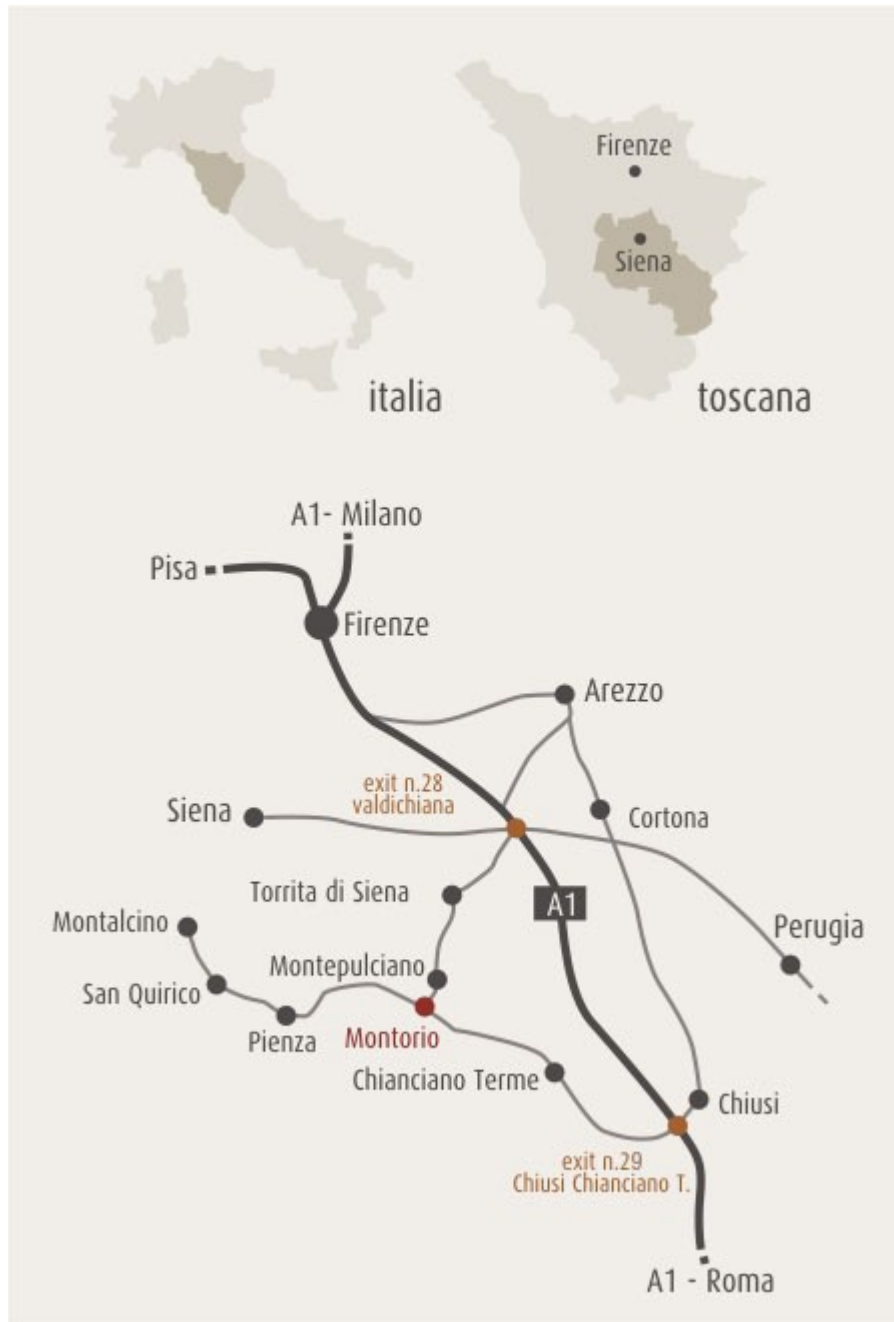 Firenze
Siena
italia
toscana
A1- Milano
Pisa
Firenze
Arezzo
exit n.28
valdichiana
Siena
Cortona
Torrita di Siena
A1
Montalcino
Perugia
Montepulciano
San Quirico
Pienza
Montorio
Chianciano Terme
Chiusi
exit n.29
Chiusi Chianciano T.
A1 - Roma